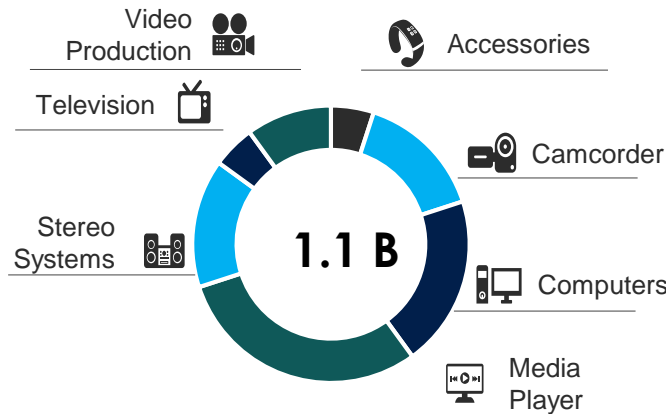 Video
Production
Accessories
Television
Camcorder
Stereo
Systems
1.1 B
Computers
Media
Player